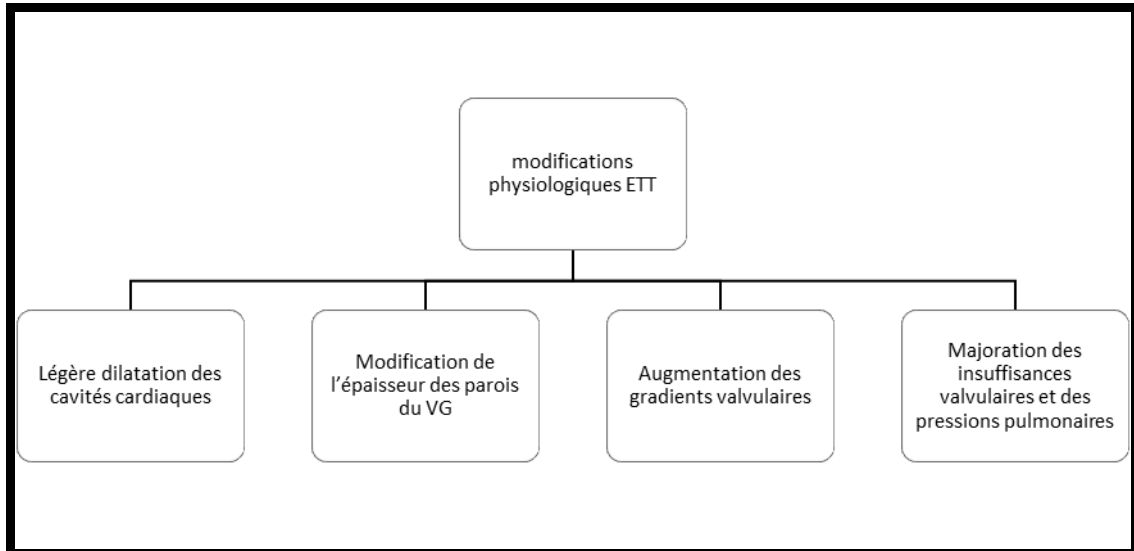 modifications
physiologiques ETT
Légère dilatation des
cavités cardiaques
Modification de
l'épaisseur des parois
du VG
Augmentation des
gradients valvulaires
Majoration des
insuffisances
valvulaires et des
pressions pulmonaires